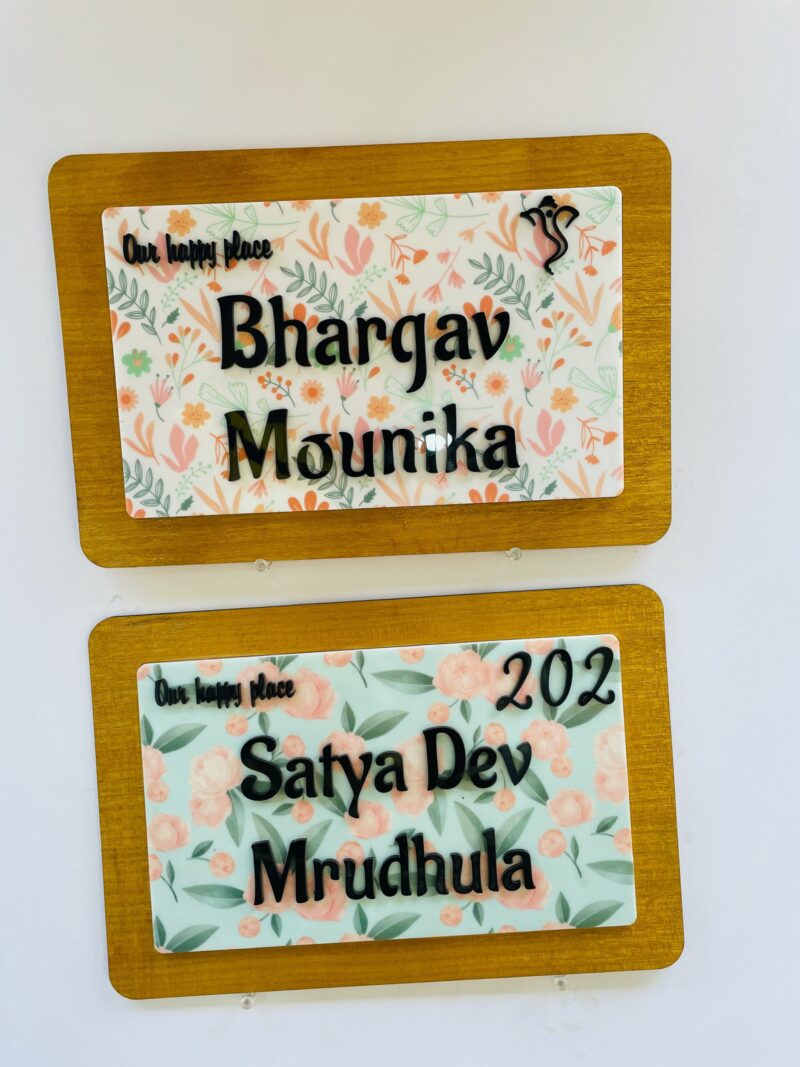 Our happy place
Bhargav
Mounika
Our happy place
202
Satya Dev
Mrudhula